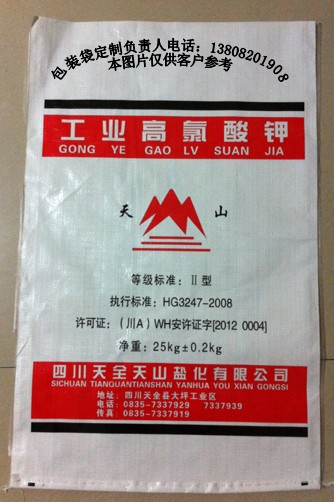 包装袋定制负责人电话：13808201908
本图片仅供客户参考
工业高氯酸钾
GONG YE GAO LV SUAN JIA
天 山
等级标准：Ⅱ型
执行标准：HG3247-2008
许可证：（川A）WH安许证字[2012 0004]
净重：25kg±0.2kg
四川天全天山盐化有限公司
SICHUAN TIANQUANTIANSHAN YANHUA YOU XIAN GONGSI
地址：四川天全县大坪工业区
电话：0835-7337929 7337939
传真：0835-7337919